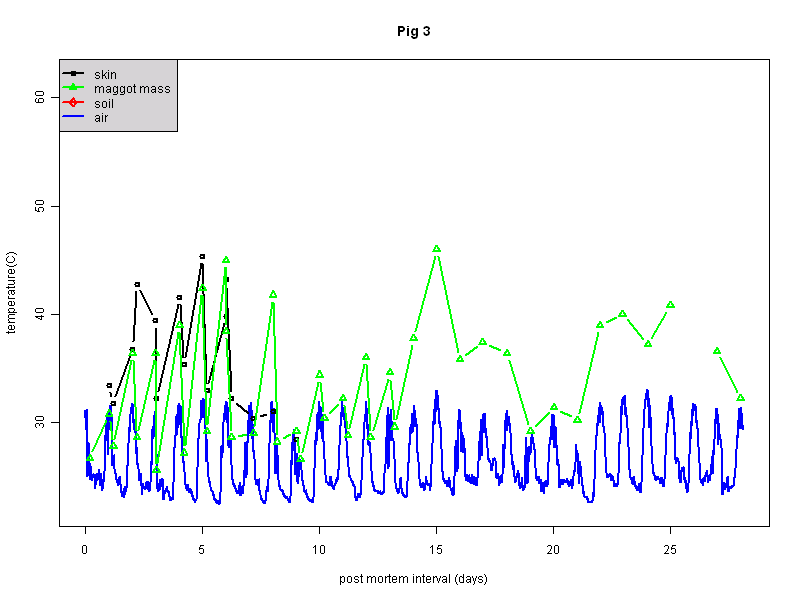 Pig 3
skin
maggot mass
soil
air
60
50
40
30
temperature(C)
0 5 10 15 20 25
post mortem interval (days)